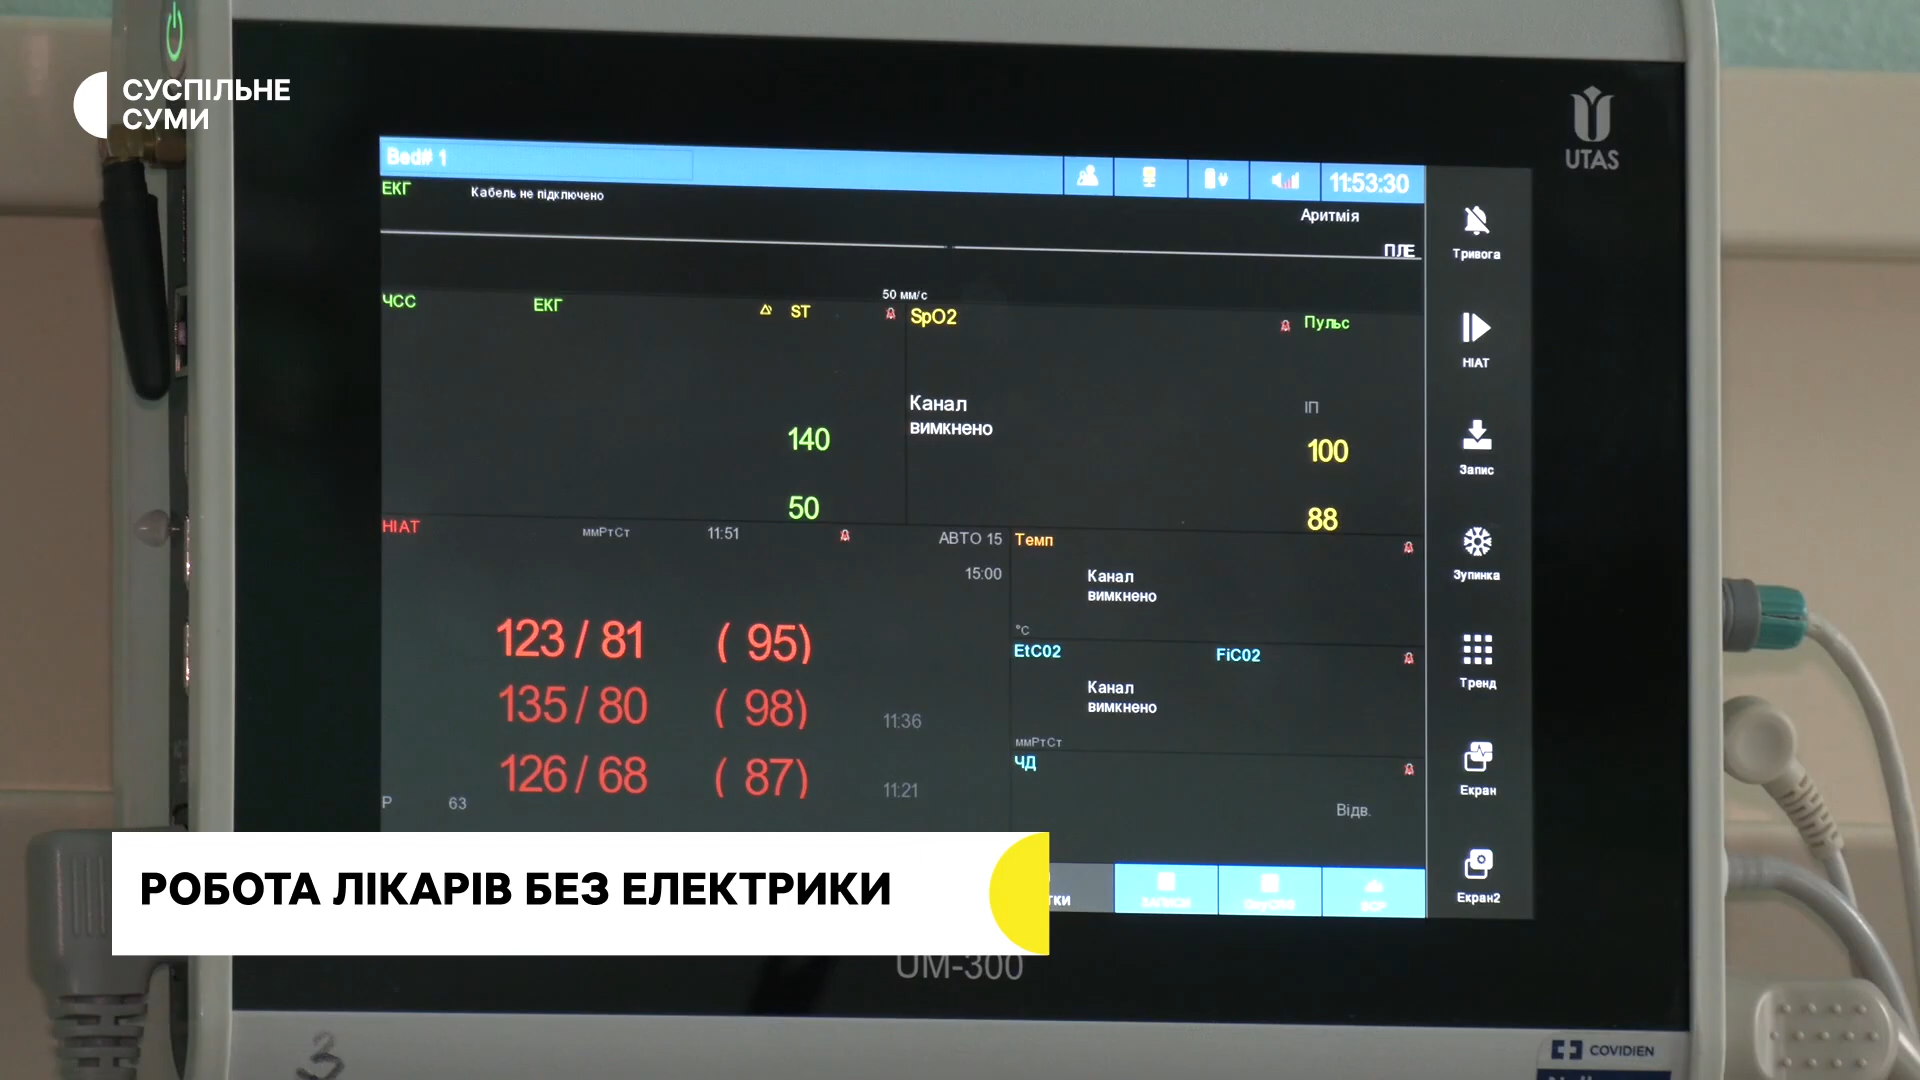 СУСПІЛЬНЕ
СУМИ
UTAS
Bed# 1
11:53:30
ЕКГ
Кабель не підключено
Аритмія
ПЛЕ
Тривога
50 мм/с
ЧСС
ЕКГ
ST
SpO2
Пульс
НІАТ
Канал
вимкнено
ІП
140
100
Запис
50
88
НІАТ
ммРтСт
11:51
АВТО 15
15:00
Темп
Канал
вимкнено
°C
Зупинка
123 / 81 ( 95)
135 / 80 ( 98) 11:36
126 / 68 ( 87) 11:21
EtCO2
FiCO2
Канал
вимкнено
ммРтСт
Тренд
ЧД
Відв.
Екран
P 63
РОБОТА ЛІКАРІВ БЕЗ ЕЛЕКТРИКИ
тки
ЗАПИСИ
Екран2
UM-300
3
COVIDIEN